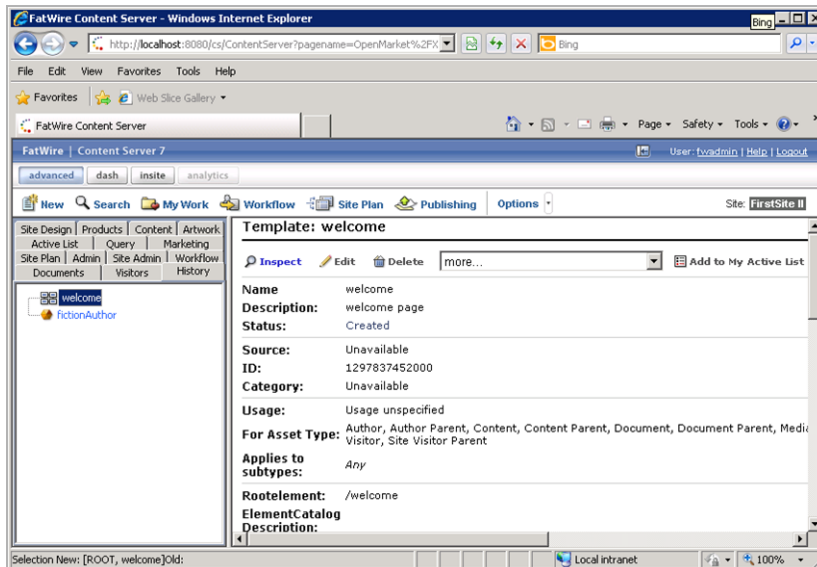 FatWire Content Server - Windows Internet Explorer
Bing
http://localhost:8080/cs/ContentServer?pagename=OpenMarket%2FX
Bing
File Edit View Favorites Tools Help
Favorites Web Slice Gallery
FatWire Content Server
Page Safety Tools
FatWire | Content Server 7
User: fwadmin | Help | Logout
advanced dash insite analytics
New Search My Work Workflow Site Plan Publishing Options Site: FirstSite II
Site Design Products Content Artwork
Active List Query Marketing
Site Plan Admin Site Admin Workflow
Documents Visitors History
welcome
fictionAuthor
Template: welcome
Inspect Edit Delete more... Add to My Active List
Name welcome
Description: welcome page
Status: Created
Source: Unavailable
ID: 1297837452000
Category: Unavailable
Usage: Usage unspecified
For Asset Type: Author, Author Parent, Content, Content Parent, Document, Document Parent, Media
Visitor, Site Visitor Parent
Applies to
subtypes: Any
Rootelement: /welcome
ElementCatalog
Description:
Selection New: [ROOT, welcome]Old:
Local intranet
100%